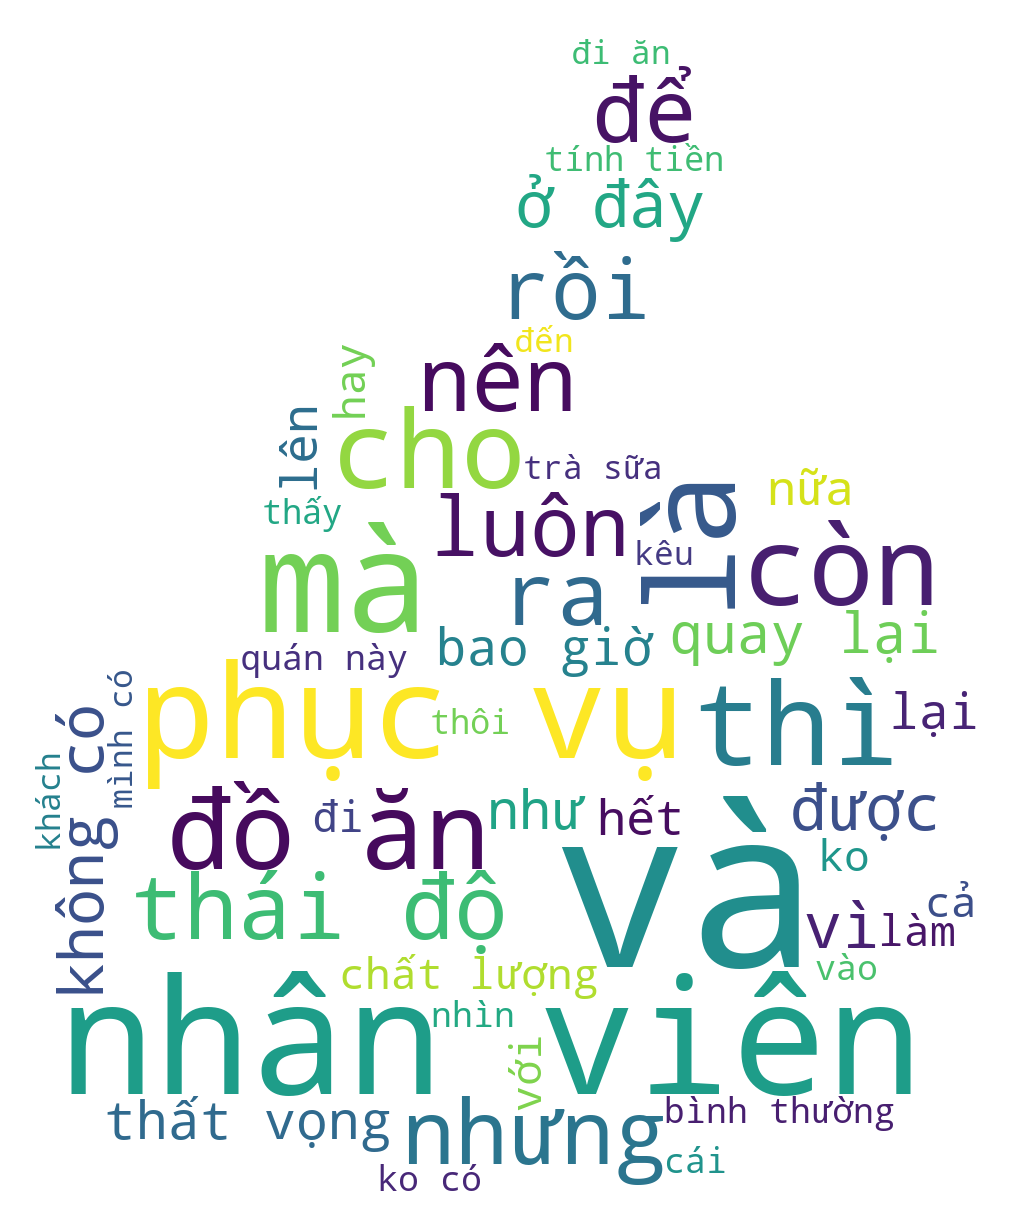 đi ăn
để
tính tiền
ở đây
rồi
đến
nên
hay
lên
cho
trà sữa
nữa
thấy
luôn
là
kêu
còn
mà
ra
quay lại
bao giờ
quán này
phục vụ
thì
lại
thôi
mình có
không có
khách
đồ ăn
đi
như
hết
được
và
ko
thái độ
cả
vì
làm
chất lượng
vào
nhân viên
nhìn
với
thất vọng
nhưng
bình thường
cái
ko có